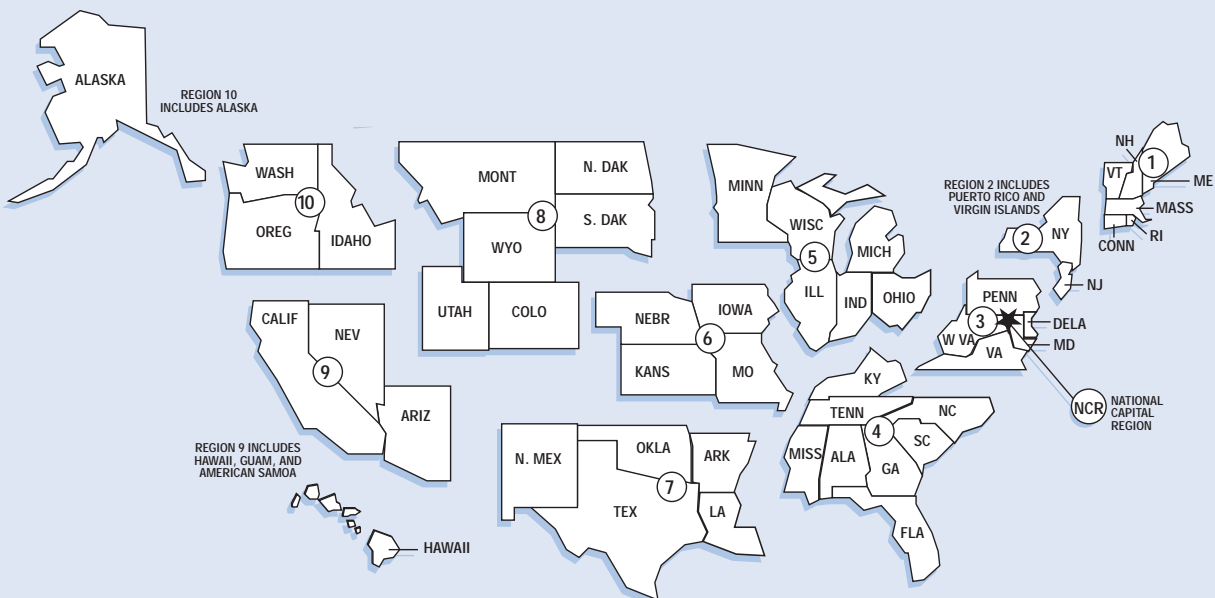 ALASKA
REGION 10
INCLUDES ALASKA
WASH
10
OREG
IDAHO
MONT
N. DAK
8
S. DAK
WYO
UTAH
COLO
MINN
WISC
5
MICH
ILL
IND
OHIO
NH
1
VT
ME
MASS
RI
CONN
REGION 2 INCLUDES
PUERTO RICO AND
VIRGIN ISLANDS
2
NY
NJ
PENN
3
DELA
MD
W VA
VA
NCR
NATIONAL
CAPITAL
REGION
CALIF
NEV
9
ARIZ
NEBR
IOWA
6
KANS
MO
KY
TENN
NC
4
SC
MISS
ALA
GA
FLA
REGION 9 INCLUDES
HAWAII, GUAM, AND
AMERICAN SAMOA
HAWAII
N. MEX
OKLA
ARK
7
TEX
LA